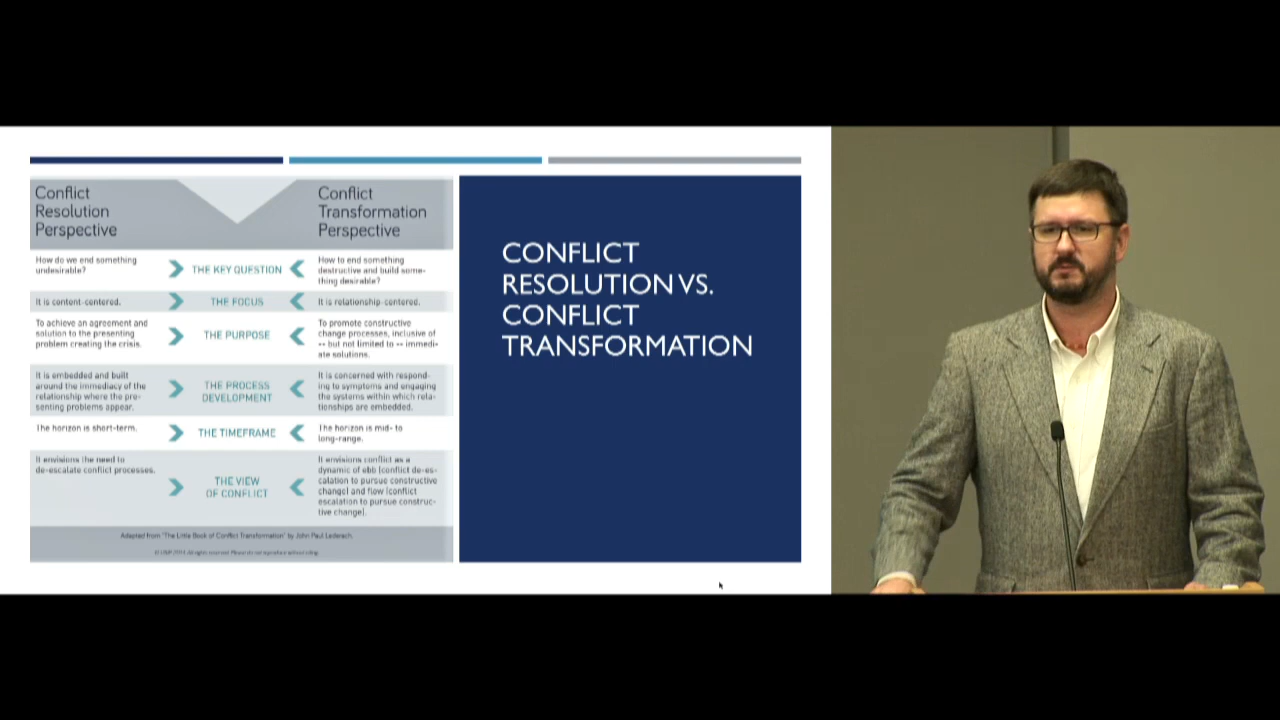 Conflict
Resolution
Perspective
Conflict
Transformation
Perspective
How do we end something
undesirable?
THE KEY QUESTION
How to end something
destructive and build some-
thing desirable?
It is content-centered.
THE FOCUS
It is relationship-centered.
To achieve an agreement and
solution to the presenting
problem creating the crisis.
THE PURPOSE
To promote constructive
change processes, inclusive of
-- but not limited to -- immedi-
ate solutions.
It is embedded and built
around the immediacy of the
relationship where the pre-
senting problems appear.
THE PROCESS
DEVELOPMENT
It is concerned with respond-
ing to symptoms and engaging
the systems within which rela-
tionships are embedded.
The horizon is short-term.
THE TIMEFRAME
The horizon is mid- to
long-range.
It envisions the need to
de-escalate conflict processes.
THE VIEW
OF CONFLICT
It envisions conflict as a
dynamic of ebb (conflict de-es-
calation to pursue constructive
change) and flow (conflict
escalation to pursue construc-
tive change).
Adapted from "The Little Book of Conflict Transformation" by John Paul Lederach.
All rights reserved. Please do not reproduce without
CONFLICT
RESOLUTION VS.
CONFLICT
TRANSFORMATION